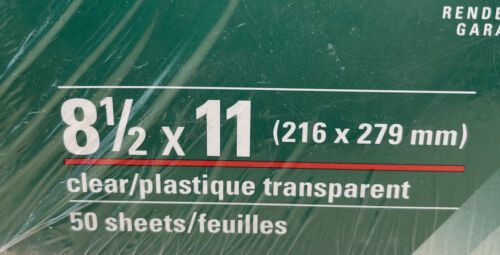 8½ x 11 (216 x 279 mm)
clear/plastique transparent
50 sheets/feuilles